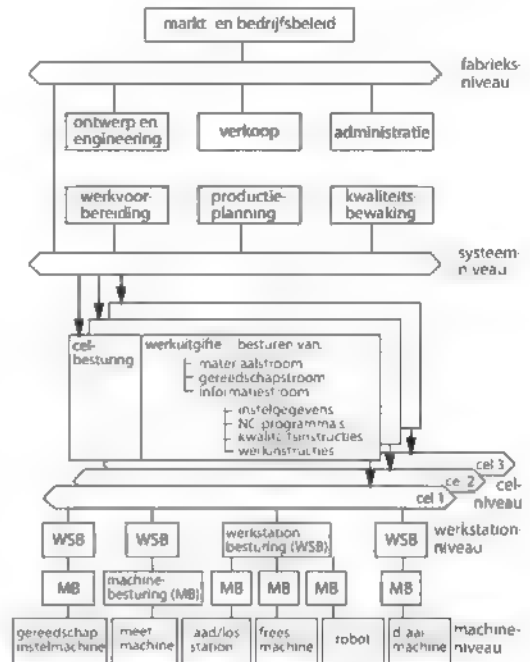 markt en bedrijfsbeleid
fabrieks-
niveau
ontwerp en
engineering
verkoop
administratie
werkvoor-
bereiding
productie-
planning
kwaliteits-
bewaking
systeem-
niveau
cel-
besturing
werkuitgifte
besturen van
materiaalstroom
gereedschapstroom
informatiestroom
instelgegevens
NC programma's
kwaliteitsinstructies
werkinstructies
cel 3
cel 2
cel 1
cel-
niveau
WSB
WSB
werkstation
besturing (WSB)
WSB
werkstation-
niveau
MB
machine-
besturing (MB)
MB
MB
MB
MB
gereedschap
instelmachine
meet
machine
aad/los
station
frees
machine
robot
draai
machine
machine-
niveau